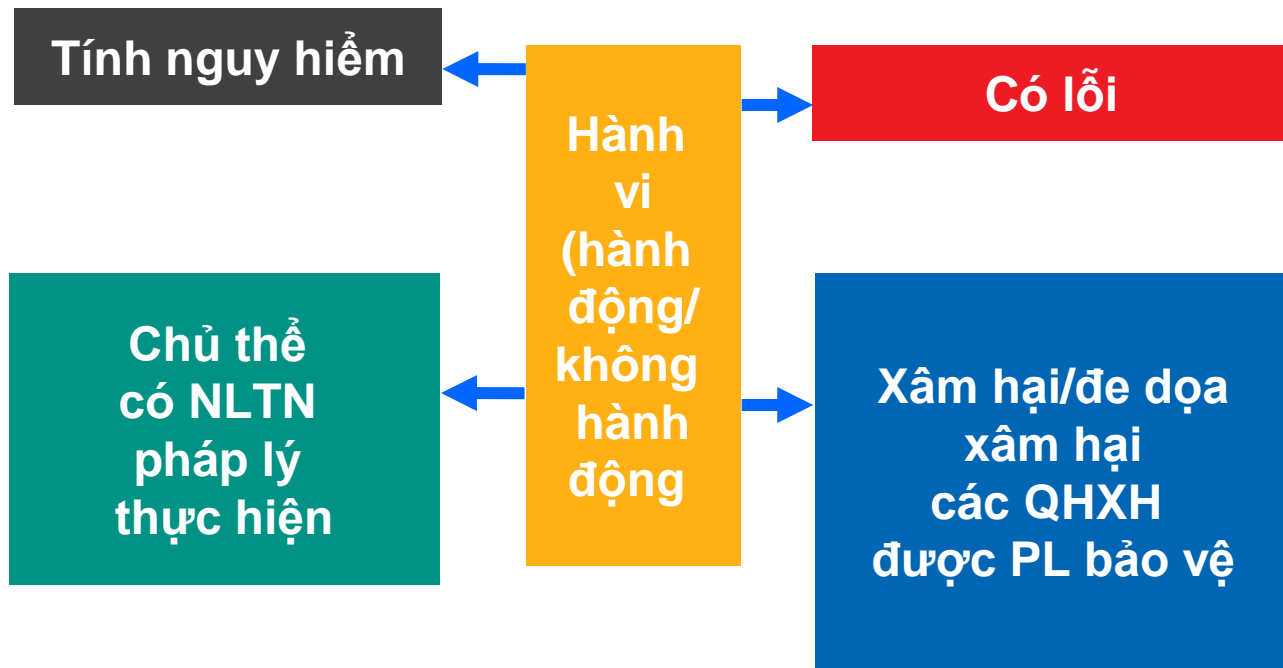 Tính nguy hiểm
Có lỗi
Hành
vi
(hành
động/
không
hành
động
Chủ thể
có NLTN
pháp lý
thực hiện
Xâm hại/đe dọa
xâm hại
các QHXH
được PL bảo vệ